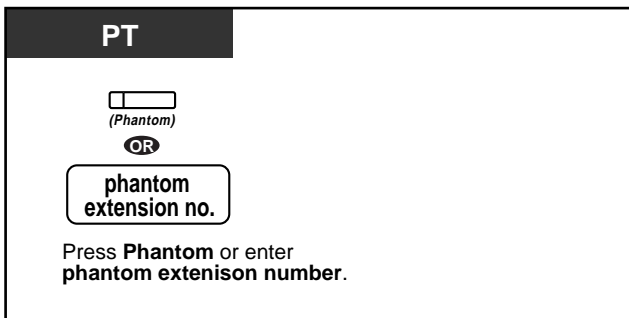 PT
(Phantom)
OR
phantom
extension no.
Press Phantom or enter
phantom extenison number.